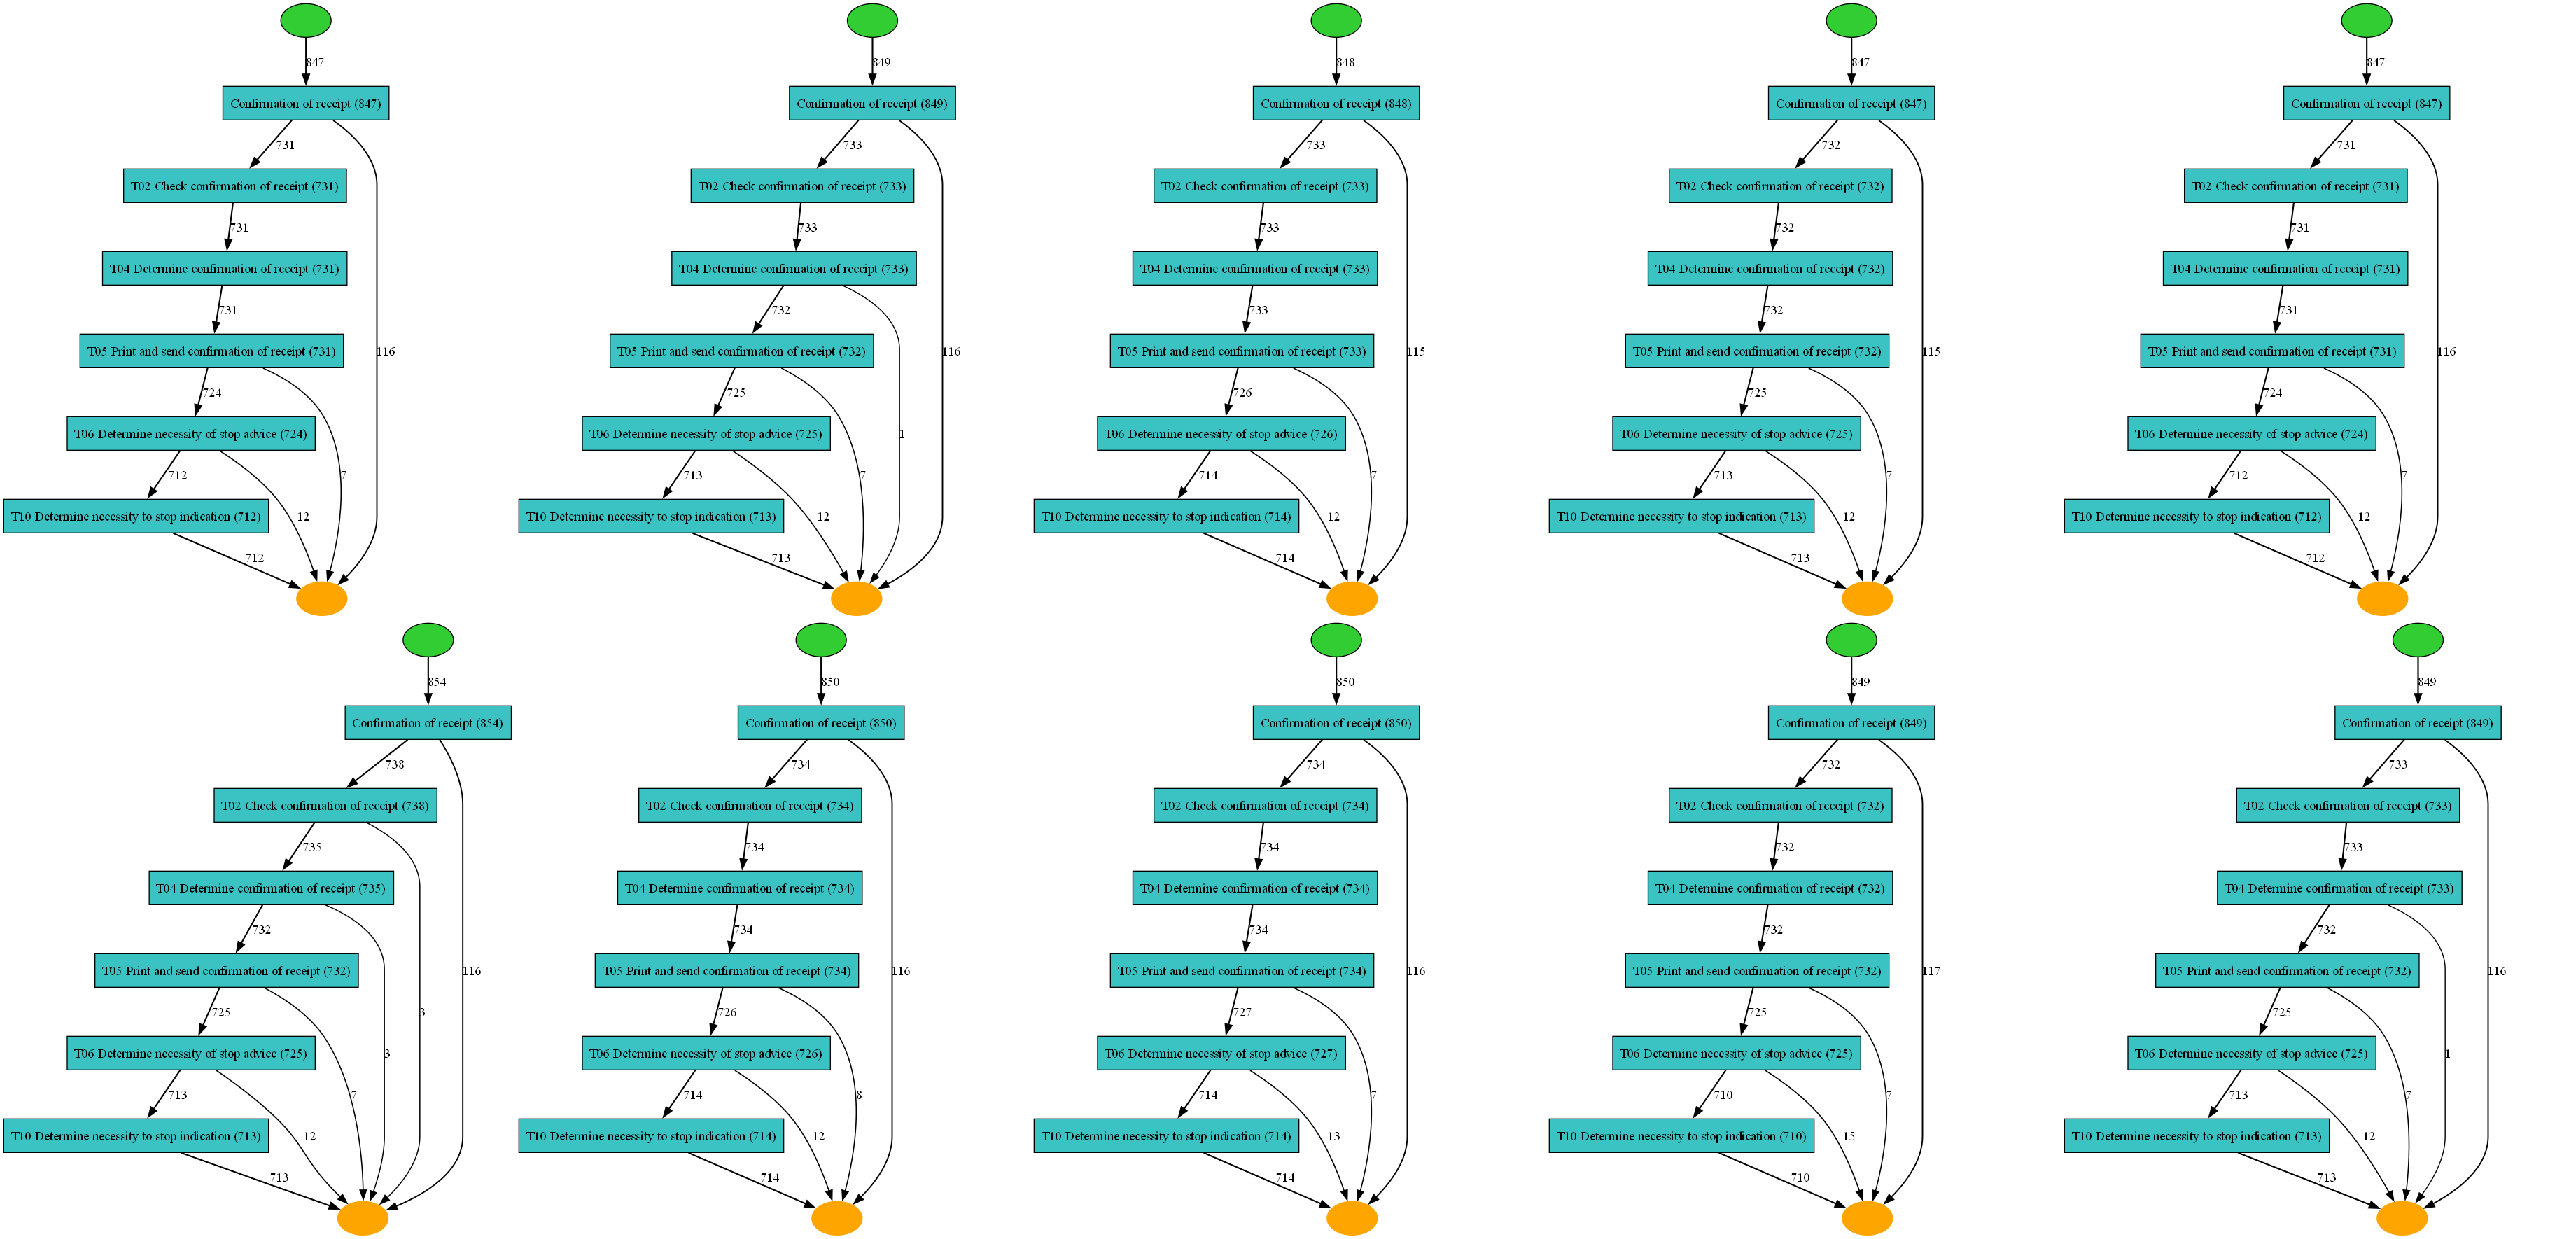 847
Confirmation of receipt (847)
731
T02 Check confirmation of receipt (731)
731
T04 Determine confirmation of receipt (731)
731
T05 Print and send confirmation of receipt (731)
116
724
T06 Determine necessity of stop advice (724)
712
7
T10 Determine necessity to stop indication (712)
12
712
849
Confirmation of receipt (849)
733
T02 Check confirmation of receipt (733)
733
T04 Determine confirmation of receipt (733)
732
T05 Print and send confirmation of receipt (732)
116
725
T06 Determine necessity of stop advice (725)
1
713
7
T10 Determine necessity to stop indication (713)
12
713
848
Confirmation of receipt (848)
733
T02 Check confirmation of receipt (733)
733
T04 Determine confirmation of receipt (733)
733
T05 Print and send confirmation of receipt (733)
115
726
T06 Determine necessity of stop advice (726)
714
7
T10 Determine necessity to stop indication (714)
12
714
847
Confirmation of receipt (847)
732
T02 Check confirmation of receipt (732)
732
T04 Determine confirmation of receipt (732)
732
T05 Print and send confirmation of receipt (732)
115
725
T06 Determine necessity of stop advice (725)
713
7
T10 Determine necessity to stop indication (713)
12
713
847
Confirmation of receipt (847)
731
T02 Check confirmation of receipt (731)
731
T04 Determine confirmation of receipt (731)
731
T05 Print and send confirmation of receipt (731)
116
724
T06 Determine necessity of stop advice (724)
712
7
T10 Determine necessity to stop indication (712)
12
712
854
Confirmation of receipt (854)
738
T02 Check confirmation of receipt (738)
735
T04 Determine confirmation of receipt (735)
732
T05 Print and send confirmation of receipt (732)
116
725
3
T06 Determine necessity of stop advice (725)
3
713
7
T10 Determine necessity to stop indication (713)
12
713
850
Confirmation of receipt (850)
734
T02 Check confirmation of receipt (734)
734
T04 Determine confirmation of receipt (734)
734
T05 Print and send confirmation of receipt (734)
116
726
T06 Determine necessity of stop advice (726)
714
8
T10 Determine necessity to stop indication (714)
12
714
850
Confirmation of receipt (850)
734
T02 Check confirmation of receipt (734)
734
T04 Determine confirmation of receipt (734)
734
T05 Print and send confirmation of receipt (734)
116
727
T06 Determine necessity of stop advice (727)
714
7
T10 Determine necessity to stop indication (714)
13
714
849
Confirmation of receipt (849)
732
T02 Check confirmation of receipt (732)
732
T04 Determine confirmation of receipt (732)
732
T05 Print and send confirmation of receipt (732)
117
725
T06 Determine necessity of stop advice (725)
710
7
T10 Determine necessity to stop indication (710)
15
710
849
Confirmation of receipt (849)
733
T02 Check confirmation of receipt (733)
733
T04 Determine confirmation of receipt (733)
732
T05 Print and send confirmation of receipt (732)
116
725
T06 Determine necessity of stop advice (725)
1
713
7
T10 Determine necessity to stop indication (713)
12
713